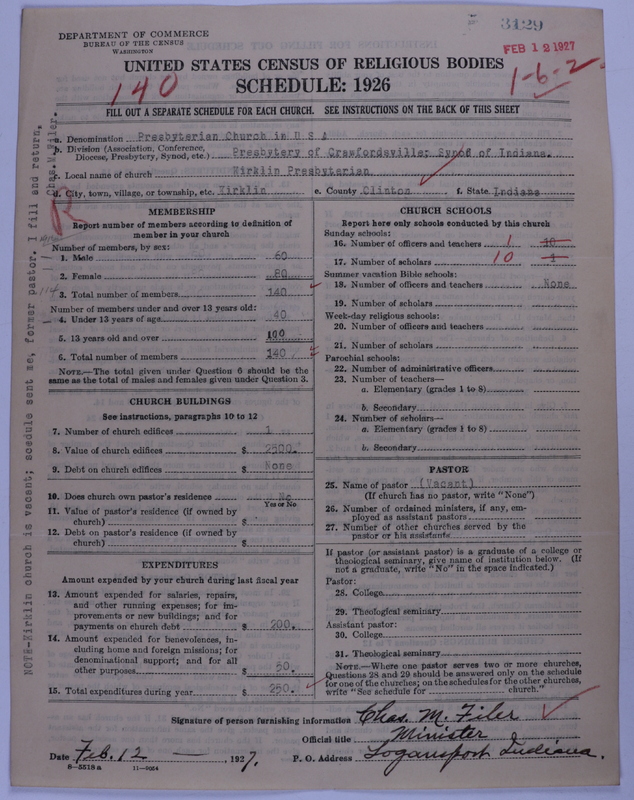 3129
DEPARTMENT OF COMMERCE
BUREAU OF THE CENSUS
WASHINGTON
FEB 12 1927
UNITED STATES CENSUS OF RELIGIOUS BODIES
SCHEDULE: 1926
140
1-6-2
FILL OUT A SEPARATE SCHEDULE FOR EACH CHURCH. SEE INSTRUCTIONS ON THE BACK OF THIS SHEET
a. Denomination Presbyterian Church in U S A
b. Division (Association, Conference, Diocese, Presbytery, Synod, etc.) Presbytery of Crawfordsville: Synod of Indiana.
c. Local name of church Kirklin Presbyterian
d. City, town, village, or township, etc. Kirklin e. County Clinton f. State Indiana
MEMBERSHIP
Report number of members according to definition of
member in your church
Number of members, by sex:
1. Male 60
2. Female 80
3. Total number of members 140
Number of members under and over 13 years old:
4. Under 13 years of age 40
5. 13 years old and over 100
6. Total number of members 140
NOTE.—The total given under Question 6 should be the
same as the total of males and females given under Question 3.
CHURCH BUILDINGS
See instructions, paragraphs 10 to 12
7. Number of church edifices 1
8. Value of church edifices $ 2500.
9. Debt on church edifices $ None
10. Does church own pastor's residence No
Yes or No
11. Value of pastor's residence (if owned by
church) $
12. Debt on pastor's residence (if owned by
church) $
EXPENDITURES
Amount expended by your church during last fiscal year
13. Amount expended for salaries, repairs,
and other running expenses; for im-
provements or new buildings; and for
payments on church debt $ 200.
14. Amount expended for benevolences, in-
cluding home and foreign missions; for
denominational support; and for all
other purposes $ 50.
15. Total expenditures during year $ 250.
CHURCH SCHOOLS
Report here only schools conducted by this church
Sunday schools:
16. Number of officers and teachers 1 10
17. Number of scholars 10 1
Summer vacation Bible schools:
18. Number of officers and teachers None
19. Number of scholars
Week-day religious schools:
20. Number of officers and teachers
21. Number of scholars
Parochial schools:
22. Number of administrative officers
23. Number of teachers—
a. Elementary (grades 1 to 8)
b. Secondary
24. Number of scholars—
a. Elementary (grades 1 to 8)
b. Secondary
PASTOR
25. Name of pastor (Vacant)
(If church has no pastor, write "None")
26. Number of ordained ministers, if any, em-
ployed as assistant pastors
27. Number of other churches served by the
pastor or his assistants
If pastor (or assistant pastor) is a graduate of a college or
theological seminary, give name of institution below. (If
not a graduate, write "No" in the space indicated.)
Pastor:
28. College
29. Theological seminary
Assistant pastor:
30. College
31. Theological seminary
NOTE.—Where one pastor serves two or more churches,
Questions 28 and 29 should be answered only on the schedule
for one of the churches; on the schedules for the other churches,
write "See schedule for church."
Signature of person furnishing information Chas. M. Filer
Official title Minister
Date Feb. 12 1927. P. O. Address Logansport Indiana.
8-5518 a 11-9054
NOTE-Kirklin church is vacant; scedule sent me, former pastor. I fill and return,
Chas.M.Filer.